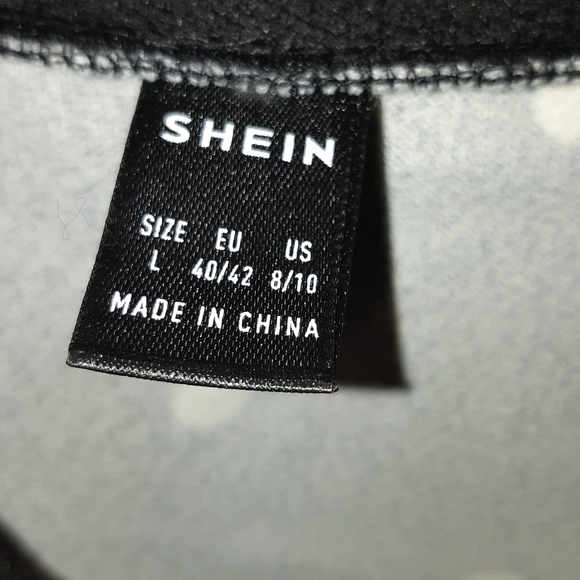 SHEIN
SIZE EU US
L 40/42 8/10
MADE IN CHINA